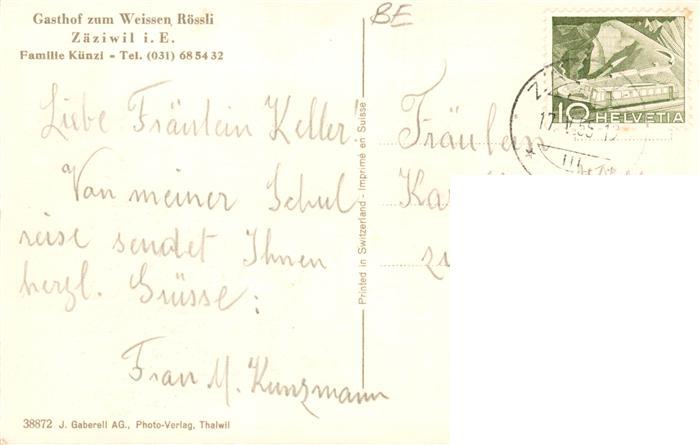 Gasthof zum Weissen Rössli
Zäziwil i. E.
Familie Künzi - Tel. (031) 68 54 32
BE
10 HELVETIA
Liebe Fräulein Keller.
Von meiner Schul
reise sendet Ihnen
herzl. Grüsse:
Frau M. Kunzmann
Printed in Switzerland - Imprimé en Suisse
Fräulein
38872 J. Gaberell AG., Photo-Verlag, Thalwil